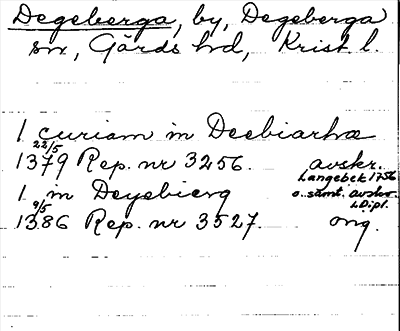 Degeberga, by, Degeberga
sn, Gärds hd, Krist. l.
1 curiam in Deebiarhæ
22/5
1379 Rep. nr 3256. avskr.
Langebek 1756
1 in Deyebierg o. samt. avskr.
i D.pl.
9/5
1386 Rep. nr 3527. orig.